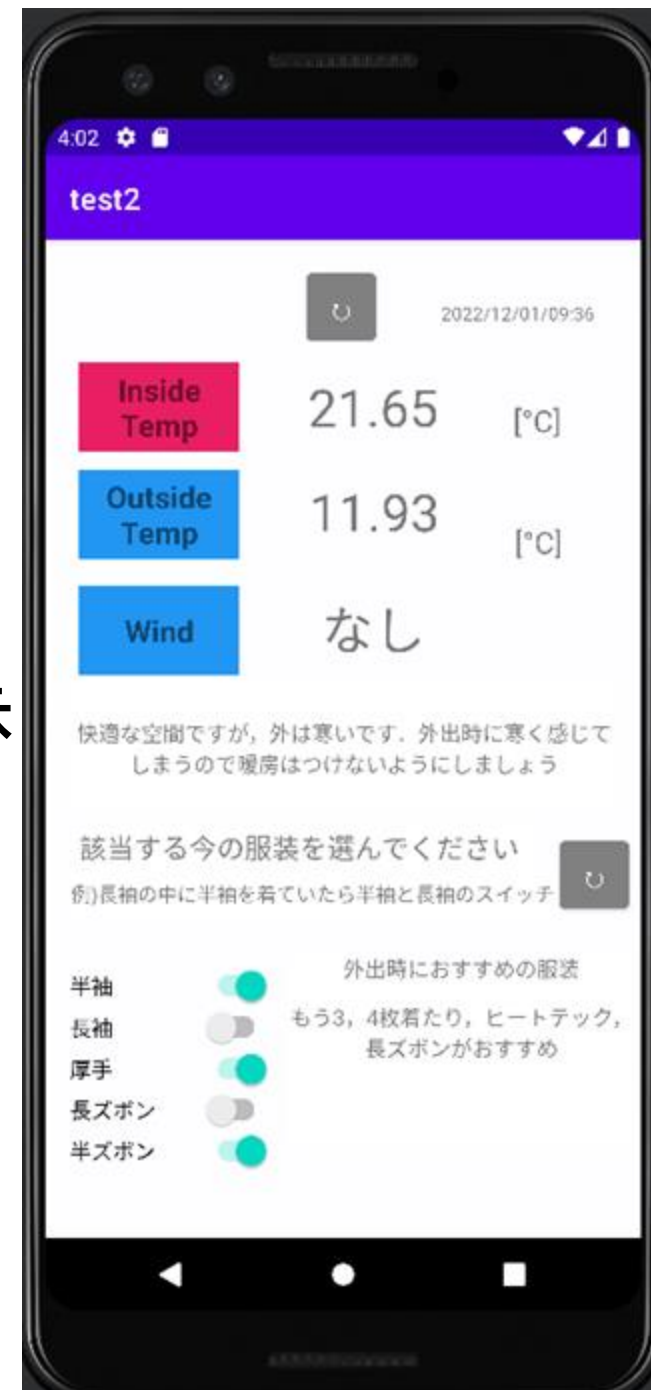 4:02
test2
↻
2022/12/01/09:36
Inside
Temp
21.65
[°C]
Outside
Temp
11.93
[°C]
Wind
なし
快適な空間ですが，外は寒いです．外出時に寒く感じて
しまうので暖房はつけないようにしましょう
該当する今の服装を選んでください
例)長袖の中に半袖を着ていたら半袖と長袖のスイッチ
↻
半袖
長袖
厚手
長ズボン
半ズボン
外出時におすすめの服装
もう3，4枚着たり，ヒートテック，
長ズボンがおすすめ